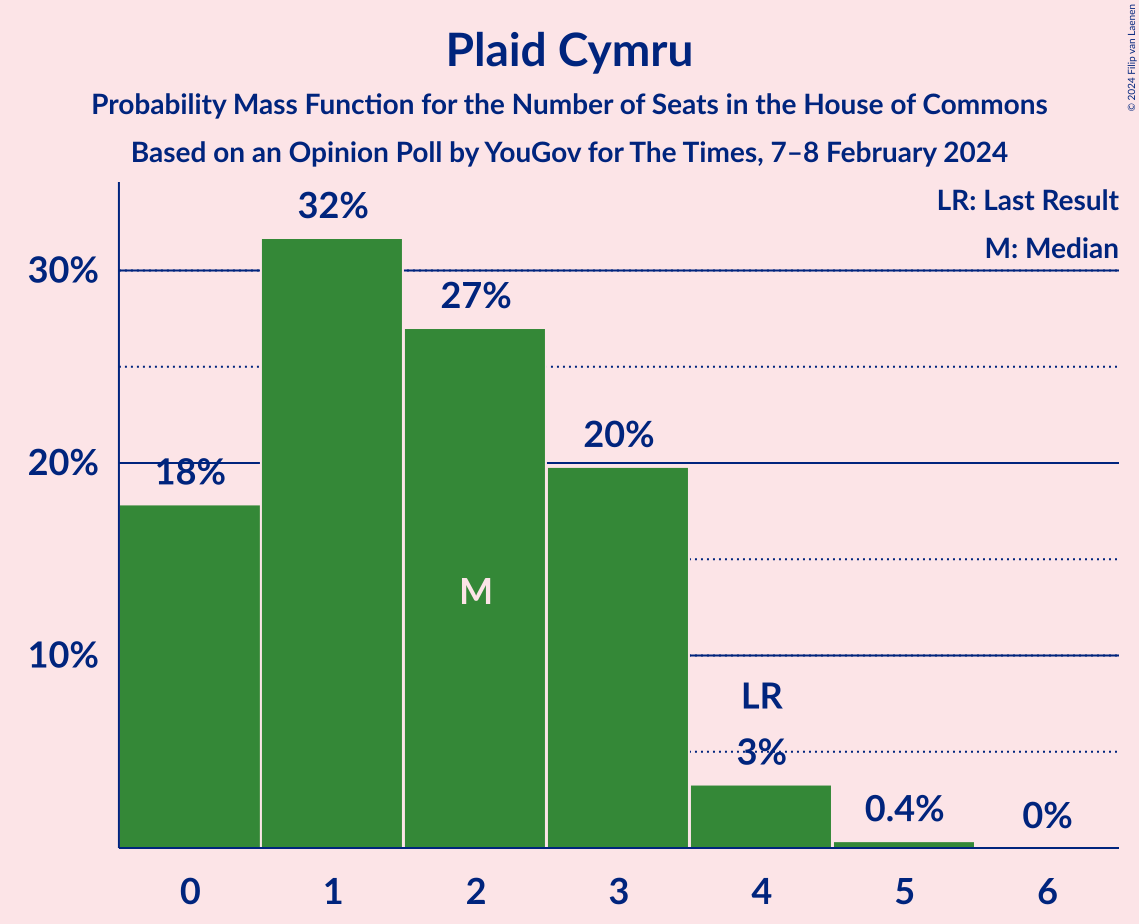 Plaid Cymru
Probability Mass Function for the Number of Seats in the House of Commons
Based on an Opinion Poll by YouGov for The Times, 7–8 February 2024
© 2024 Filip van Laenen
LR: Last Result
M: Median
30%
20%
10%
18%
32%
27%
20%
3%
0.4%
0%
M
LR
0
1
2
3
4
5
6